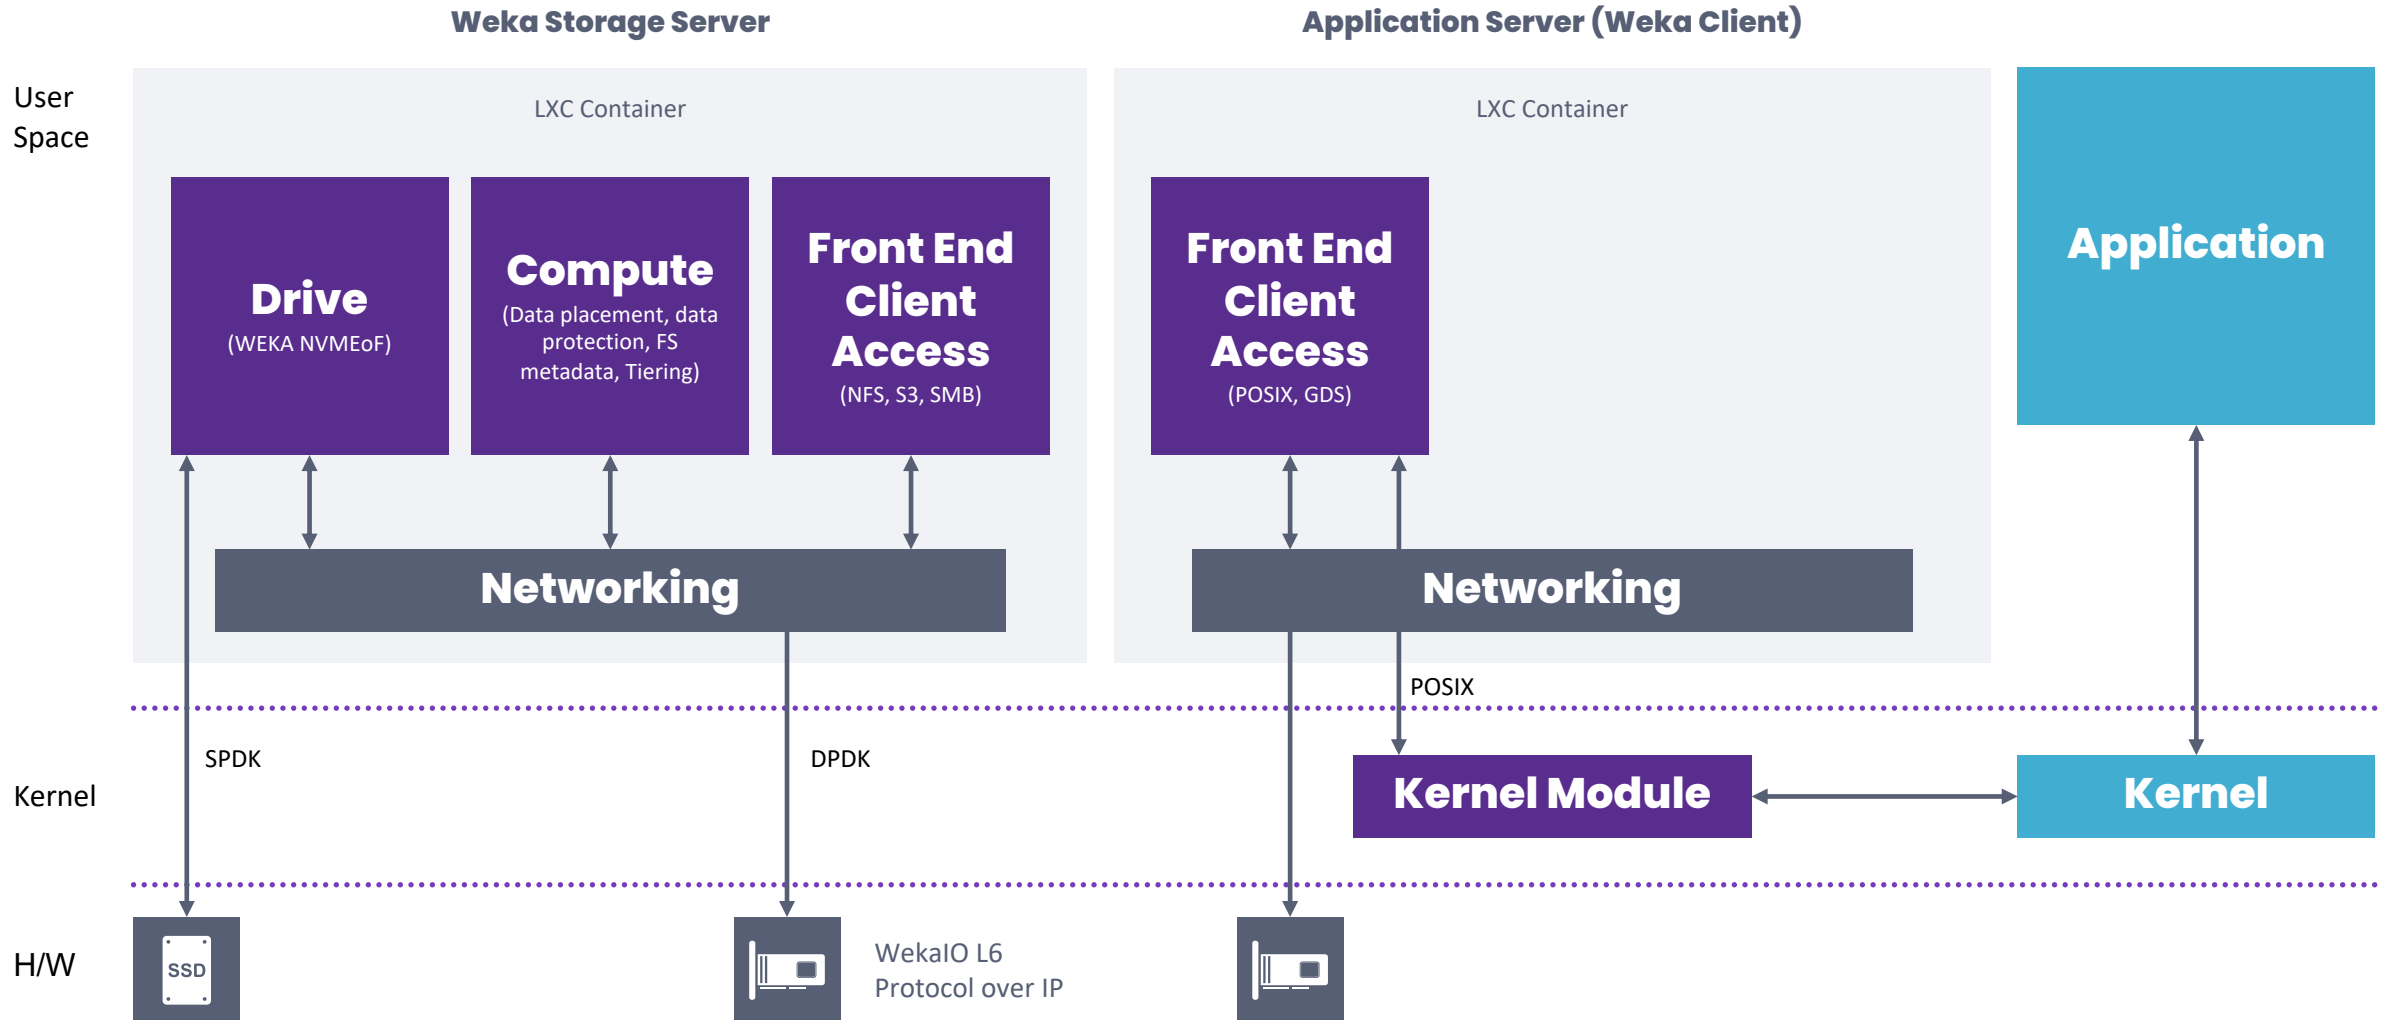 Weka Storage Server
Application Server (Weka Client)
User
Space
LXC Container
LXC Container
Drive
(WEKA NVMEoF)
Compute
(Data placement, data
protection, FS
metadata, Tiering)
Front End
Client
Access
(NFS, S3, SMB)
Front End
Client
Access
(POSIX, GDS)
Application
Networking
Networking
POSIX
SPDK
DPDK
Kernel
Kernel Module
Kernel
H/W
SSD
WekaIO L6
Protocol over IP